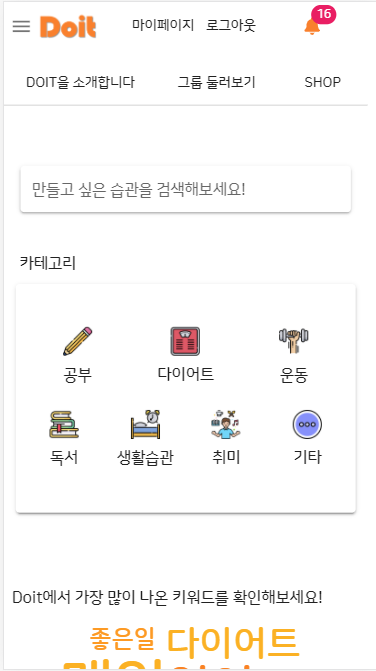 Doit 마이페이지 로그아웃 16
DOIT을 소개합니다 그룹 둘러보기 SHOP
만들고 싶은 습관을 검색해보세요!
카테고리
공부 다이어트 운동
독서 생활습관 취미 기타
Doit에서 가장 많이 나온 키워드를 확인해보세요!
좋은일 다이어트